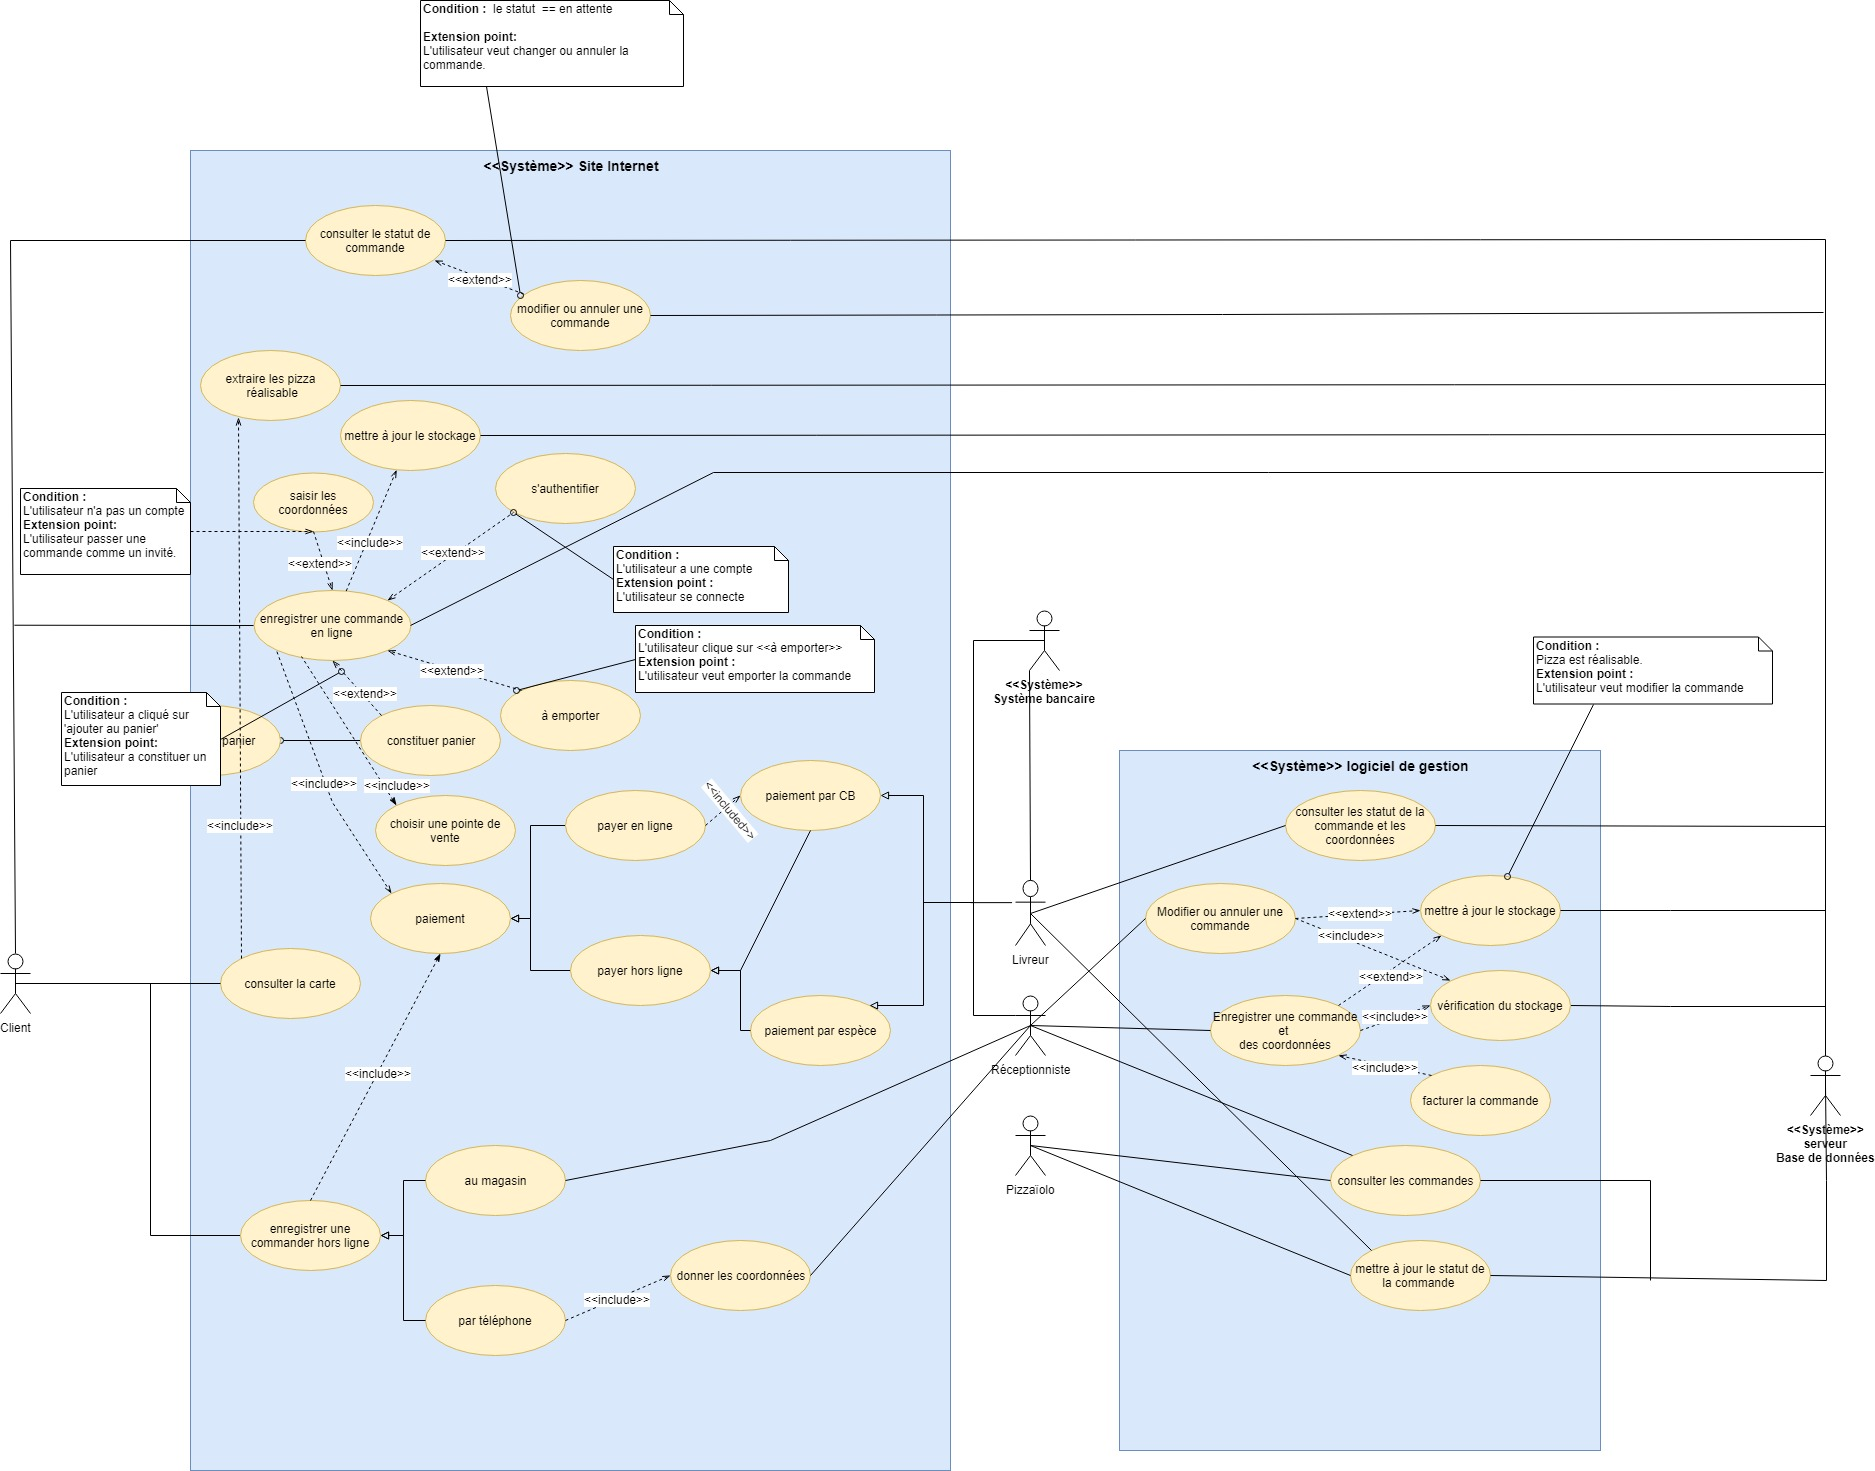 Condition :  le statut  == en attente
Extension point:
L'utilisateur veut changer ou annuler la
commande.
<<Système>> Site Internet
consulter le statut de
commande
<<extend>>
modifier ou annuler une
commande
extraire les pizza
réalisable
mettre à jour le stockage
saisir les
coordonnées
s'authentifier
Condition :
L'utilisateur n'a pas un compte
Extension point:
L'utilisateur passer une
commande comme un invité.
<<include>>
<<extend>>
<<extend>>
Condition :
L'utilisateur a une compte
Extension point :
L'utilisateur se connecte
enregistrer une commande
en ligne
Condition :
L'utilisateur clique sur <<à emporter>>
Extension point :
L'utilisateur veut emporter la commande
<<extend>>
<<extend>>
à emporter
Condition :
L'utilisateur a cliqué sur
'ajouter au panier'
Extension point:
L'utilisateur a constituer un
panier
panier
constituer panier
<<include>>
<<include>>
<<include>>
choisir une pointe de
vente
payer en ligne
<<included>>
paiement par CB
paiement
payer hors ligne
paiement par espèce
consulter la carte
Client
<<include>>
au magasin
enregistrer une
commander hors ligne
donner les coordonnées
<<include>>
par téléphone
<<Système>>
Système bancaire
Livreur
Réceptionniste
Pizzaïolo
Condition :
Pizza est réalisable.
Extension point :
L'utilisateur veut modifier la commande
<<Système>> logiciel de gestion
consulter les statut de la
commande et les
coordonnées
Modifier ou annuler une
commande
<<extend>>
mettre à jour le stockage
<<include>>
<<extend>>
vérification du stockage
Enregistrer une commande
et
des coordonnées
<<include>>
<<include>>
facturer la commande
consulter les commandes
mettre à jour le statut de
la commande
<<Système>>
serveur
Base de données